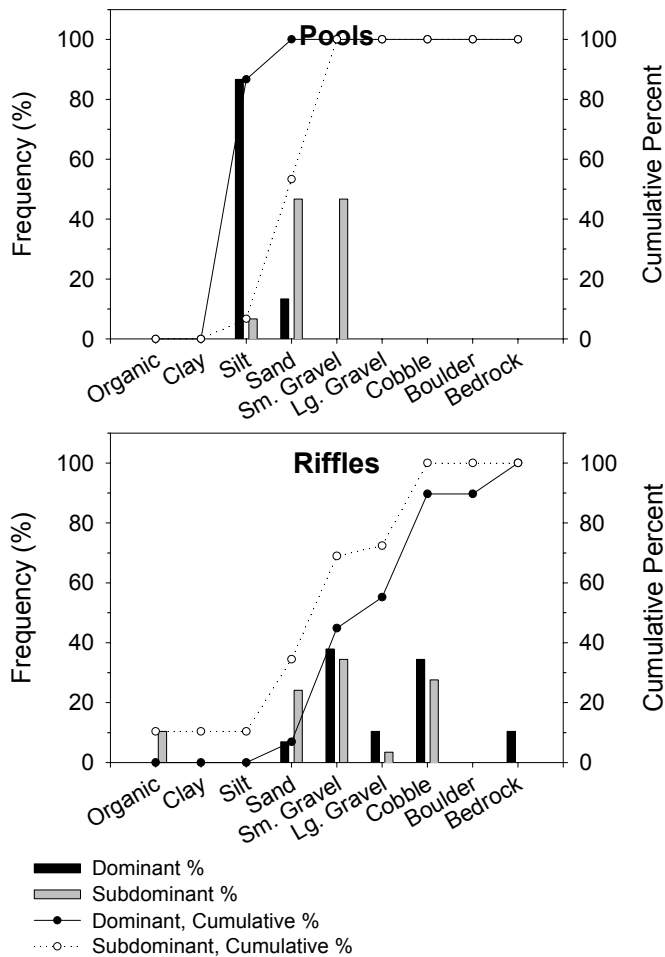 Pools
100
80
60
40
20
0
Frequency (%)
100
80
60
40
20
0
Cumulative Percent
Organic
Clay
Silt
Sand
Sm. Gravel
Lg. Gravel
Cobble
Boulder
Bedrock
Riffles
100
80
60
40
20
0
Frequency (%)
100
80
60
40
20
0
Cumulative Percent
Organic
Clay
Silt
Sand
Sm. Gravel
Lg. Gravel
Cobble
Boulder
Bedrock
Dominant %
Subdominant %
Dominant, Cumulative %
Subdominant, Cumulative %